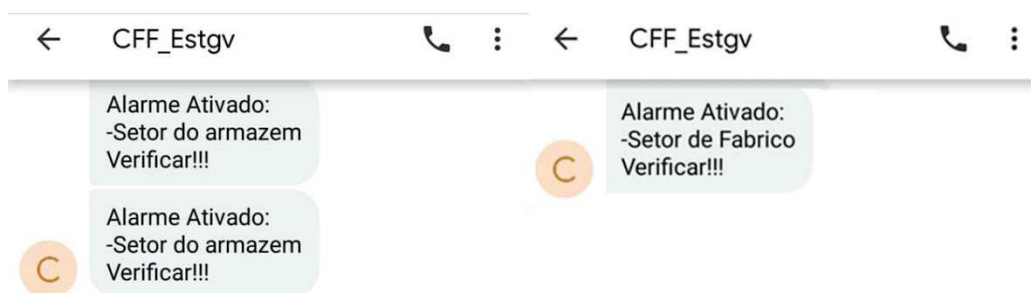 CFF_Estgv
Alarme Ativado:
-Setor do armazem
Verificar!!!
Alarme Ativado:
-Setor do armazem
Verificar!!!
C
CFF_Estgv
Alarme Ativado:
-Setor de Fabrico
Verificar!!!
C